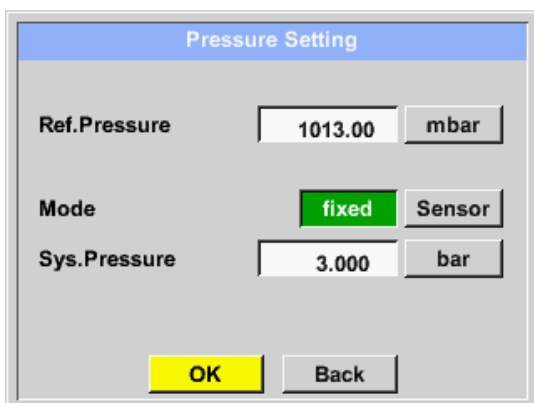 Pressure Setting
Ref.Pressure 1013.00 mbar
Mode fixed Sensor
Sys.Pressure 3.000 bar
OK Back